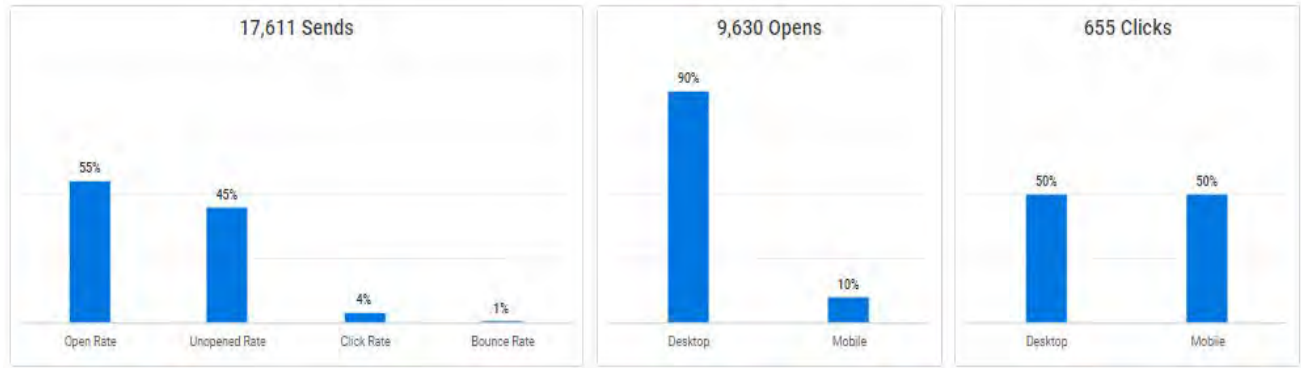 17,611 Sends
55%
45%
4%
1%
Open Rate
Unopened Rate
Click Rate
Bounce Rate
9,630 Opens
90%
10%
Desktop
Mobile
655 Clicks
50%
50%
Desktop
Mobile